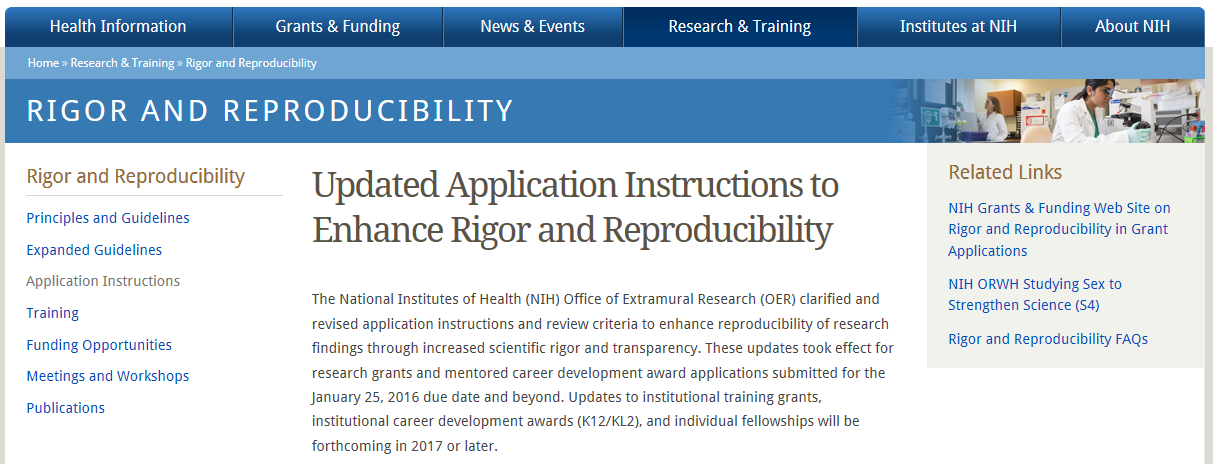 Health Information
Grants & Funding
News & Events
Research & Training
Institutes at NIH
About NIH
Home » Research & Training » Rigor and Reproducibility
RIGOR AND REPRODUCIBILITY
Rigor and Reproducibility
Principles and Guidelines
Expanded Guidelines
Application Instructions
Training
Funding Opportunities
Meetings and Workshops
Publications
Updated Application Instructions to
Enhance Rigor and Reproducibility
The National Institutes of Health (NIH) Office of Extramural Research (OER) clarified and
revised application instructions and review criteria to enhance reproducibility of research
findings through increased scientific rigor and transparency. These updates took effect for
research grants and mentored career development award applications submitted for the
January 25, 2016 due date and beyond. Updates to institutional training grants,
institutional career development awards (K12/KL2), and individual fellowships will be
forthcoming in 2017 or later.
Related Links
NIH Grants & Funding Web Site on
Rigor and Reproducibility in Grant
Applications
NIH ORWH Studying Sex to
Strengthen Science (S4)
Rigor and Reproducibility FAQs